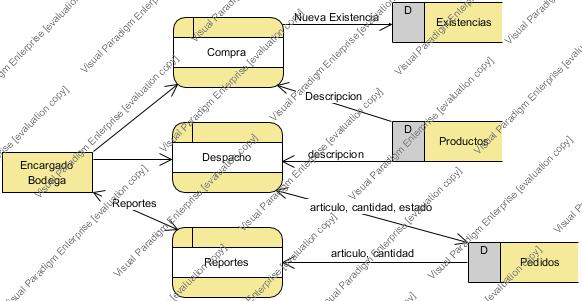 Nueva Existencia
D
Existencias
Compra
Descripcion
D
Productos
Despacho
descripcion
Encargado
Bodega
Reportes
articulo, cantidad, estado
D
Pedidos
articulo, cantidad
Reportes
Visual Paradigm Enterprise [evaluation copy]